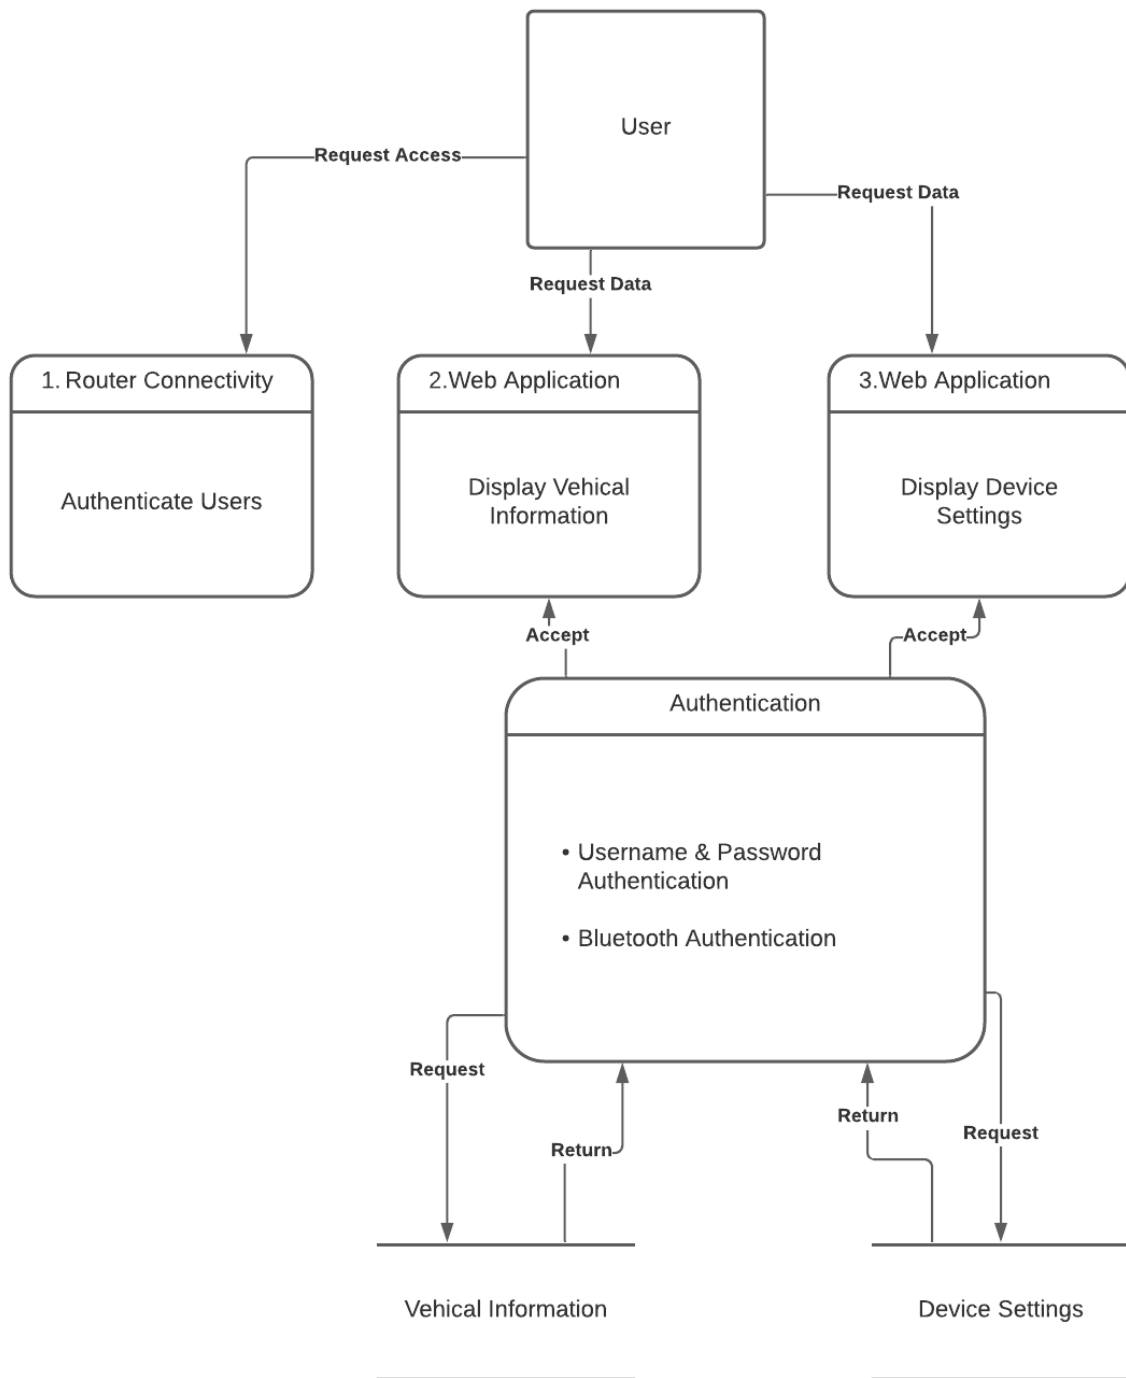 User
Request Access
Request Data
Request Data
1. Router Connectivity
Authenticate Users
2.Web Application
Display Vehical
Information
3.Web Application
Display Device
Settings
Accept
Accept
Authentication
• Username & Password
Authentication
• Bluetooth Authentication
Request
Return
Return
Request
Vehical Information
Device Settings